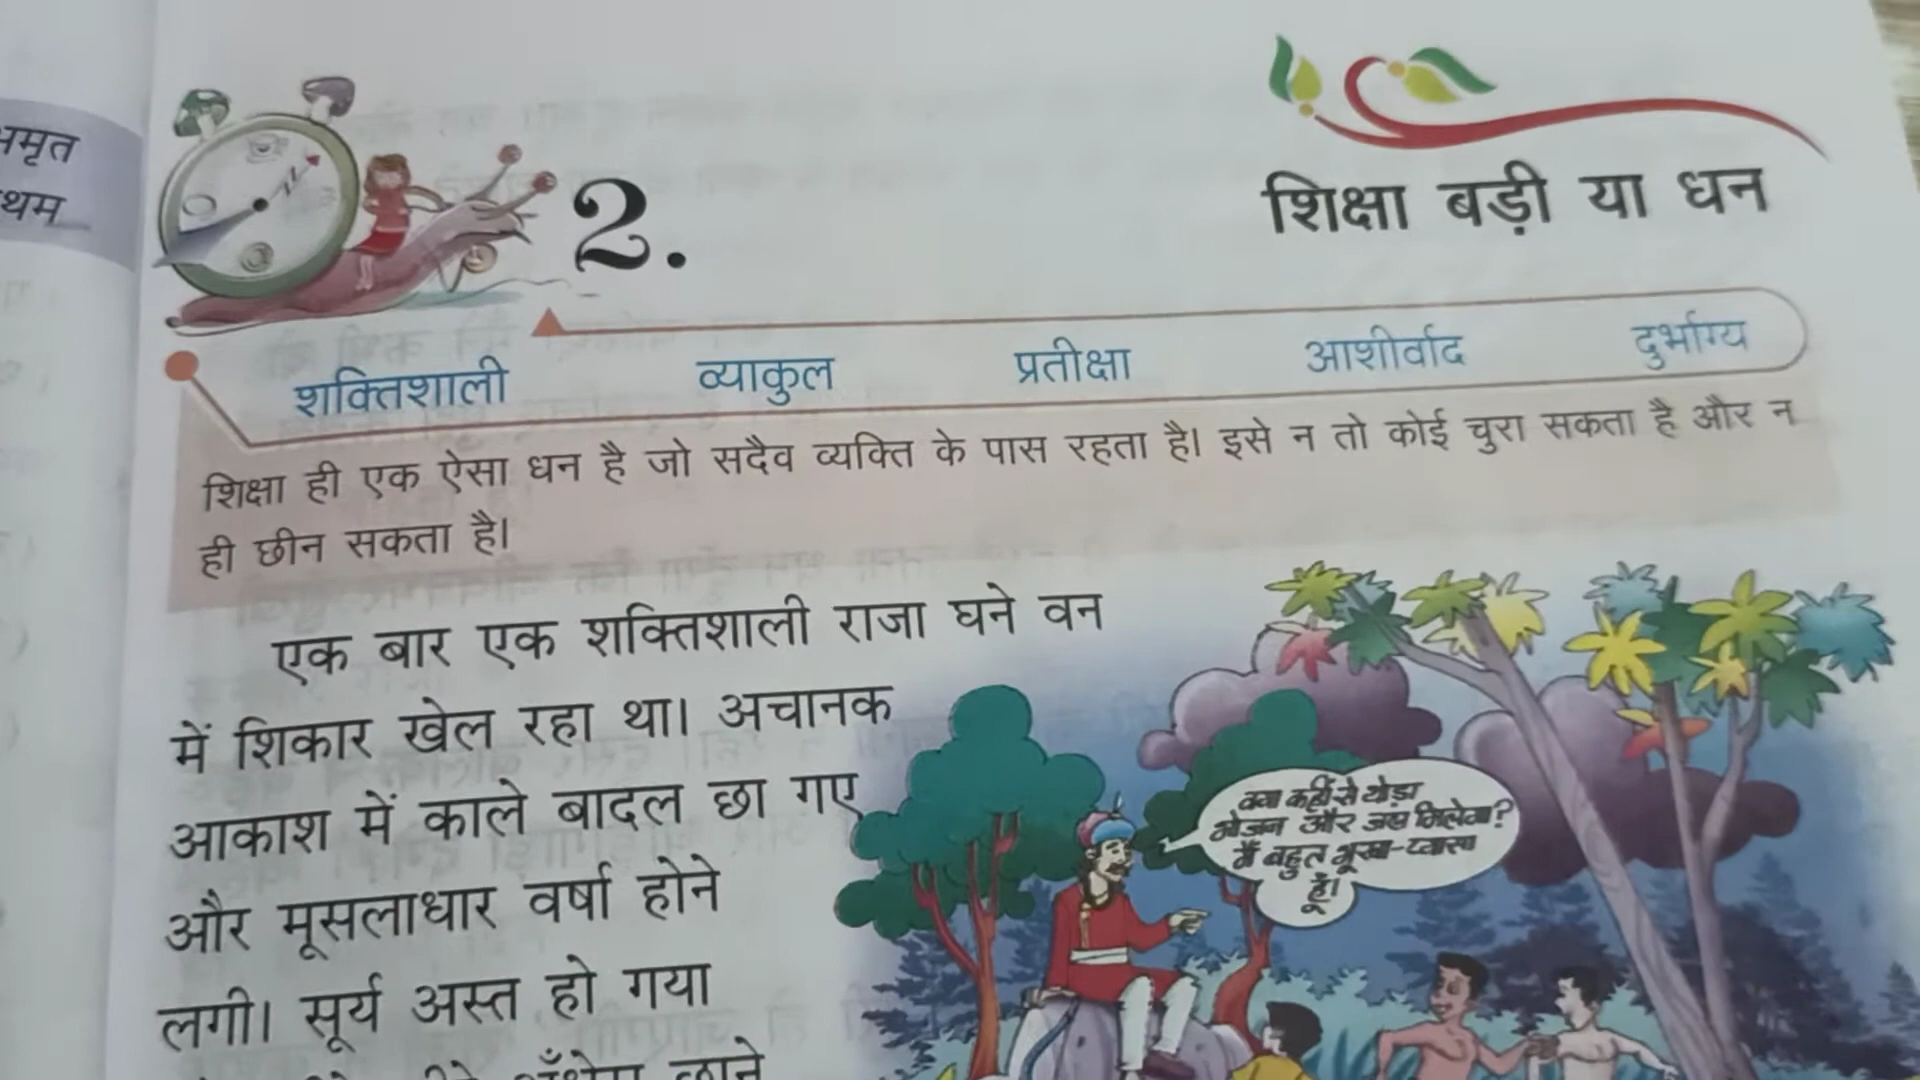 थम
2.
शिक्षा बड़ी या धन
शक्तिशाली व्याकुल प्रतीक्षा आशीर्वाद दुर्भाग्य
शिक्षा ही एक ऐसा धन है जो सदैव व्यक्ति के पास रहता है। इसे न तो कोई चुरा सकता है और न
ही छीन सकता है।
एक बार एक शक्तिशाली राजा घने वन
में शिकार खेल रहा था। अचानक
आकाश में काले बादल छा गए
और मूसलाधार वर्षा होने
लगी। सूर्य अस्त हो गया
क्या कहीं से थोड़ा
भोजन और जल मिलेगा?
मैं बहुत भूखा-प्यासा
हूँ।